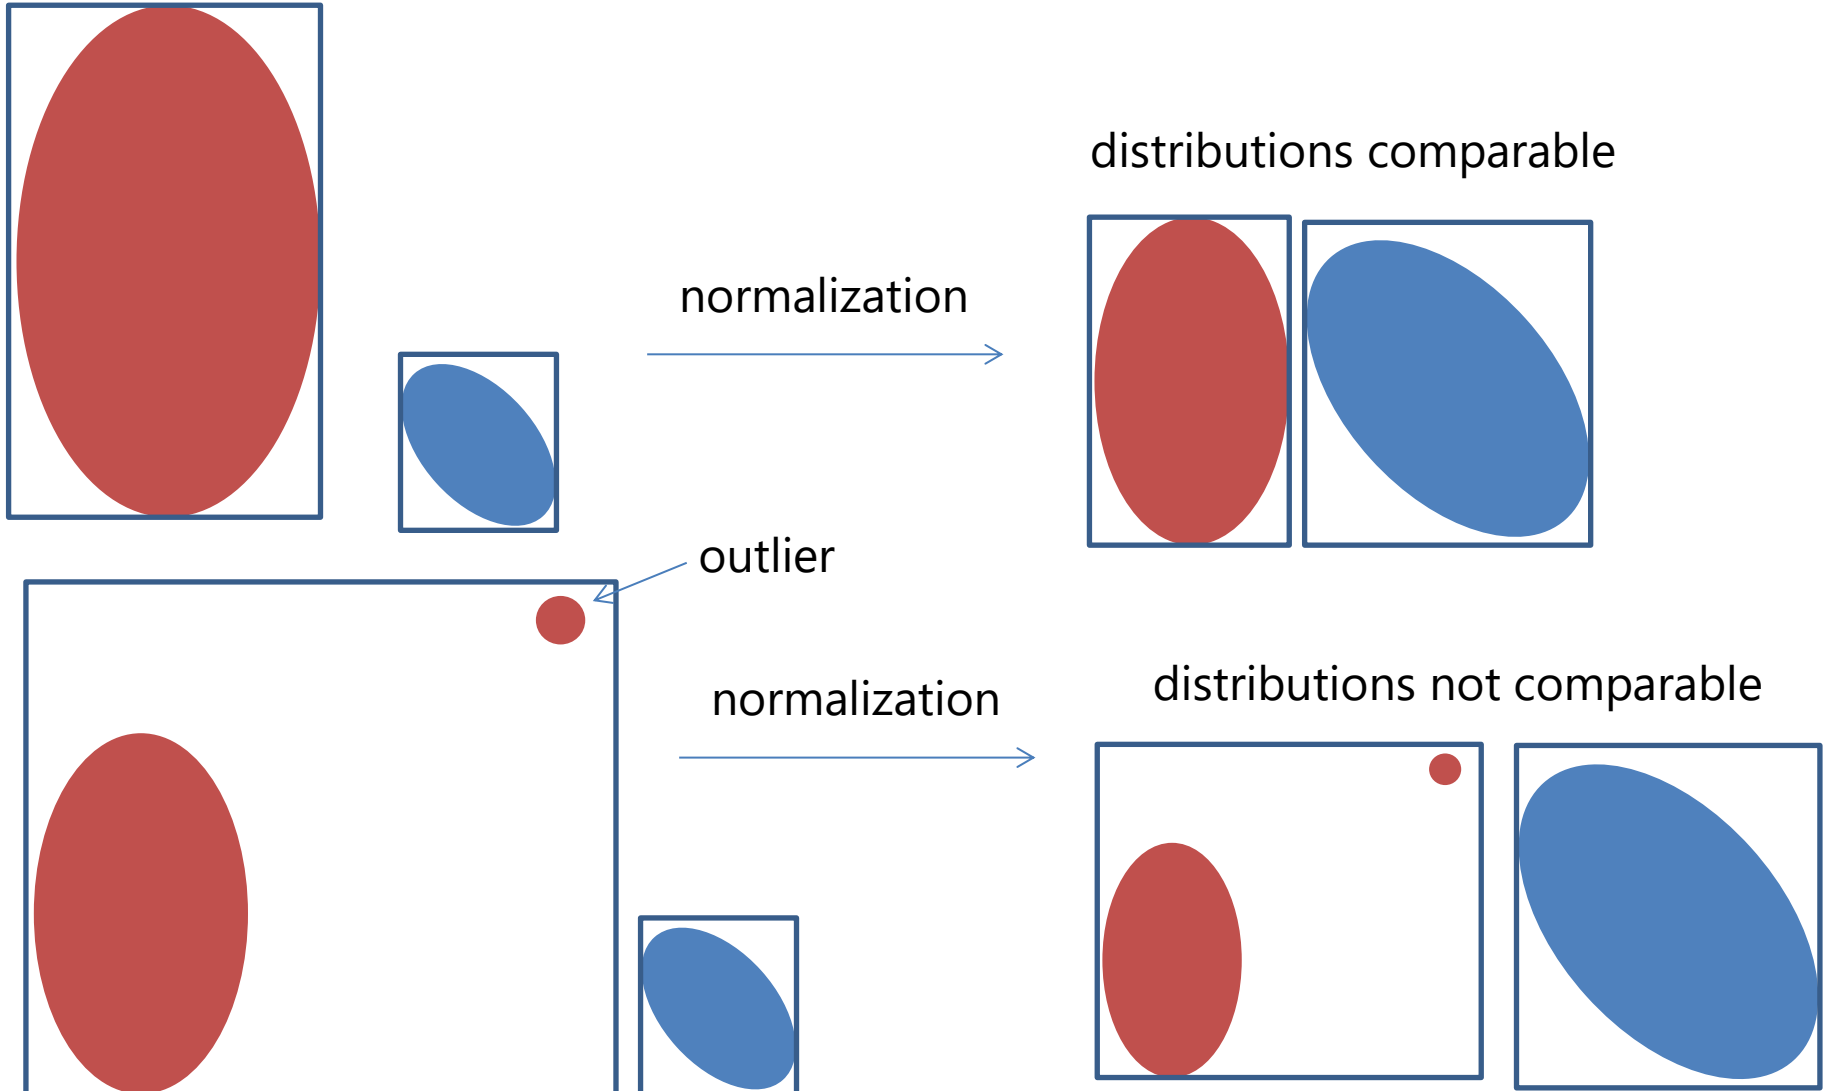 distributions comparable
normalization
outlier
normalization
distributions not comparable